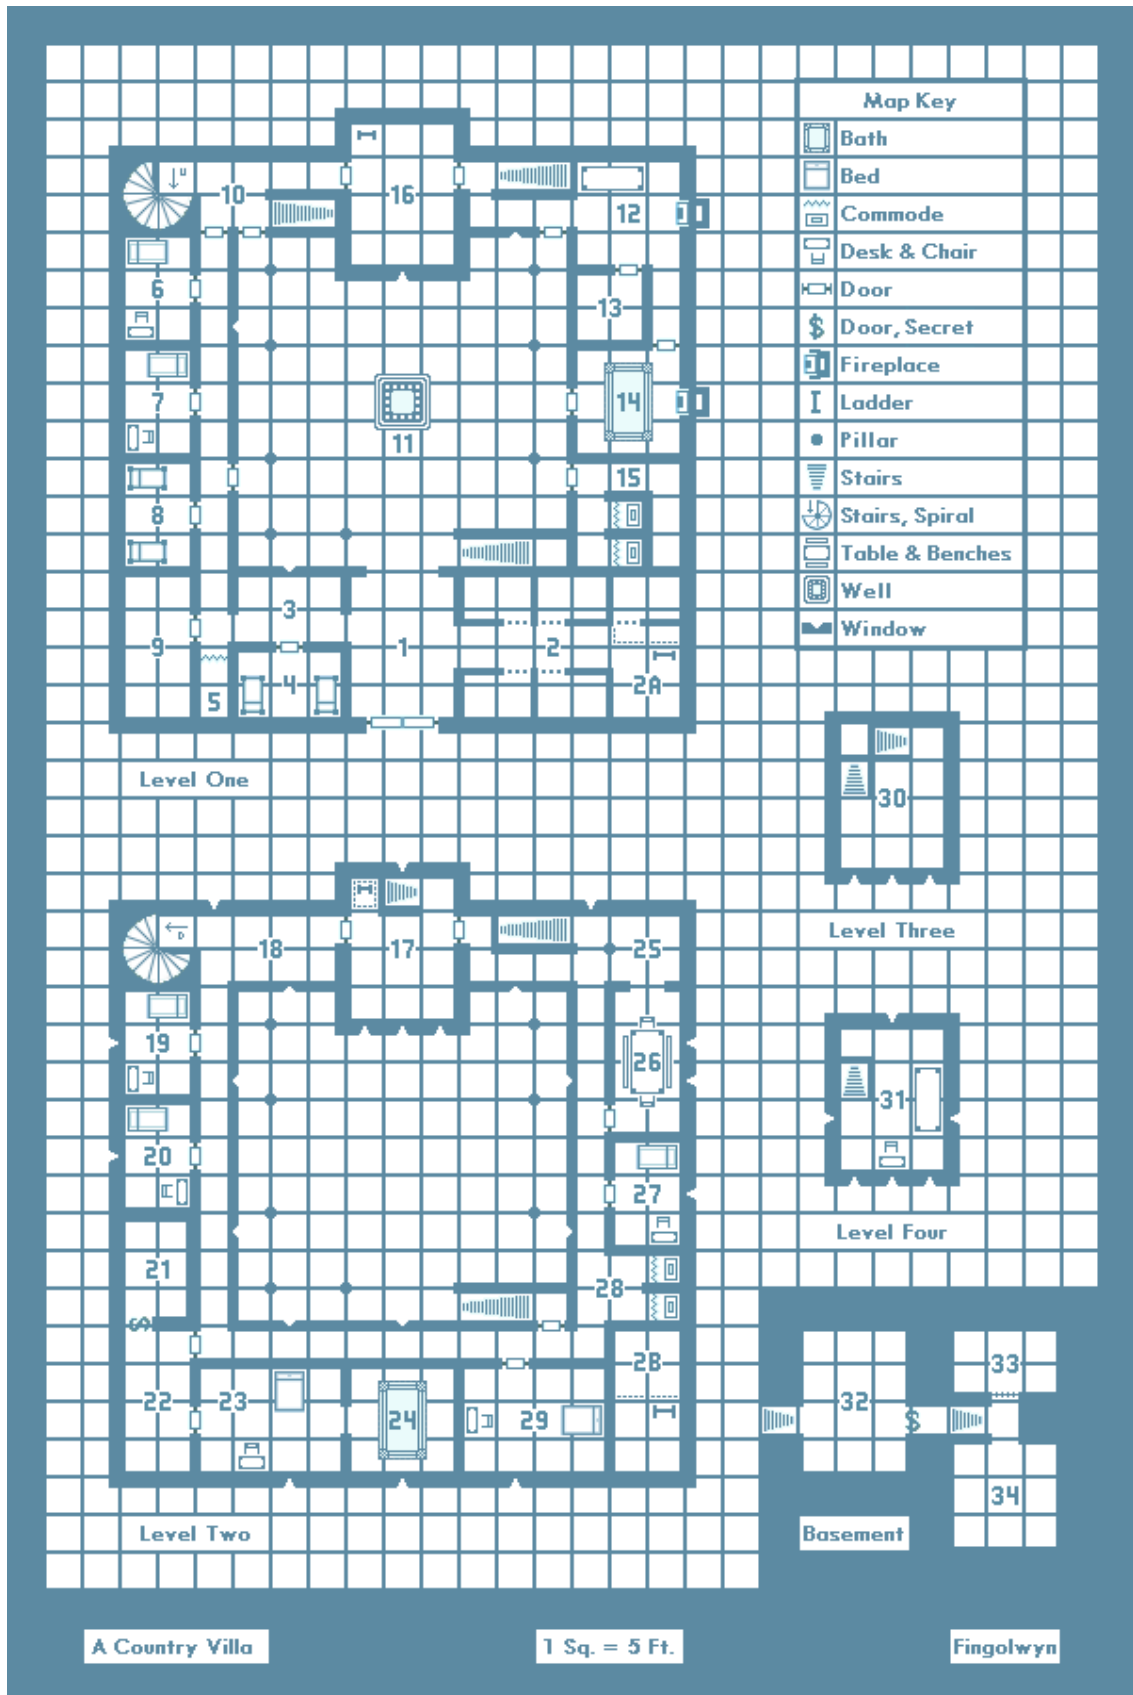 Map Key
Bath
Bed
Commode
Desk & Chair
Door
Door, Secret
Fireplace
Ladder
Pillar
Stairs
Stairs, Spiral
Table & Benches
Well
Window
U
10
16
12
6
13
7
14
11
15
8
3
9
1
2
4
5
2A
Level One
30
Level Three
D
18
17
25
19
26
20
27
21
28
$
2B
22
23
24
29
Level Two
31
Level Four
33
32
$
34
Basement
A Country Villa
1 Sq. = 5 Ft.
Fingolwyn